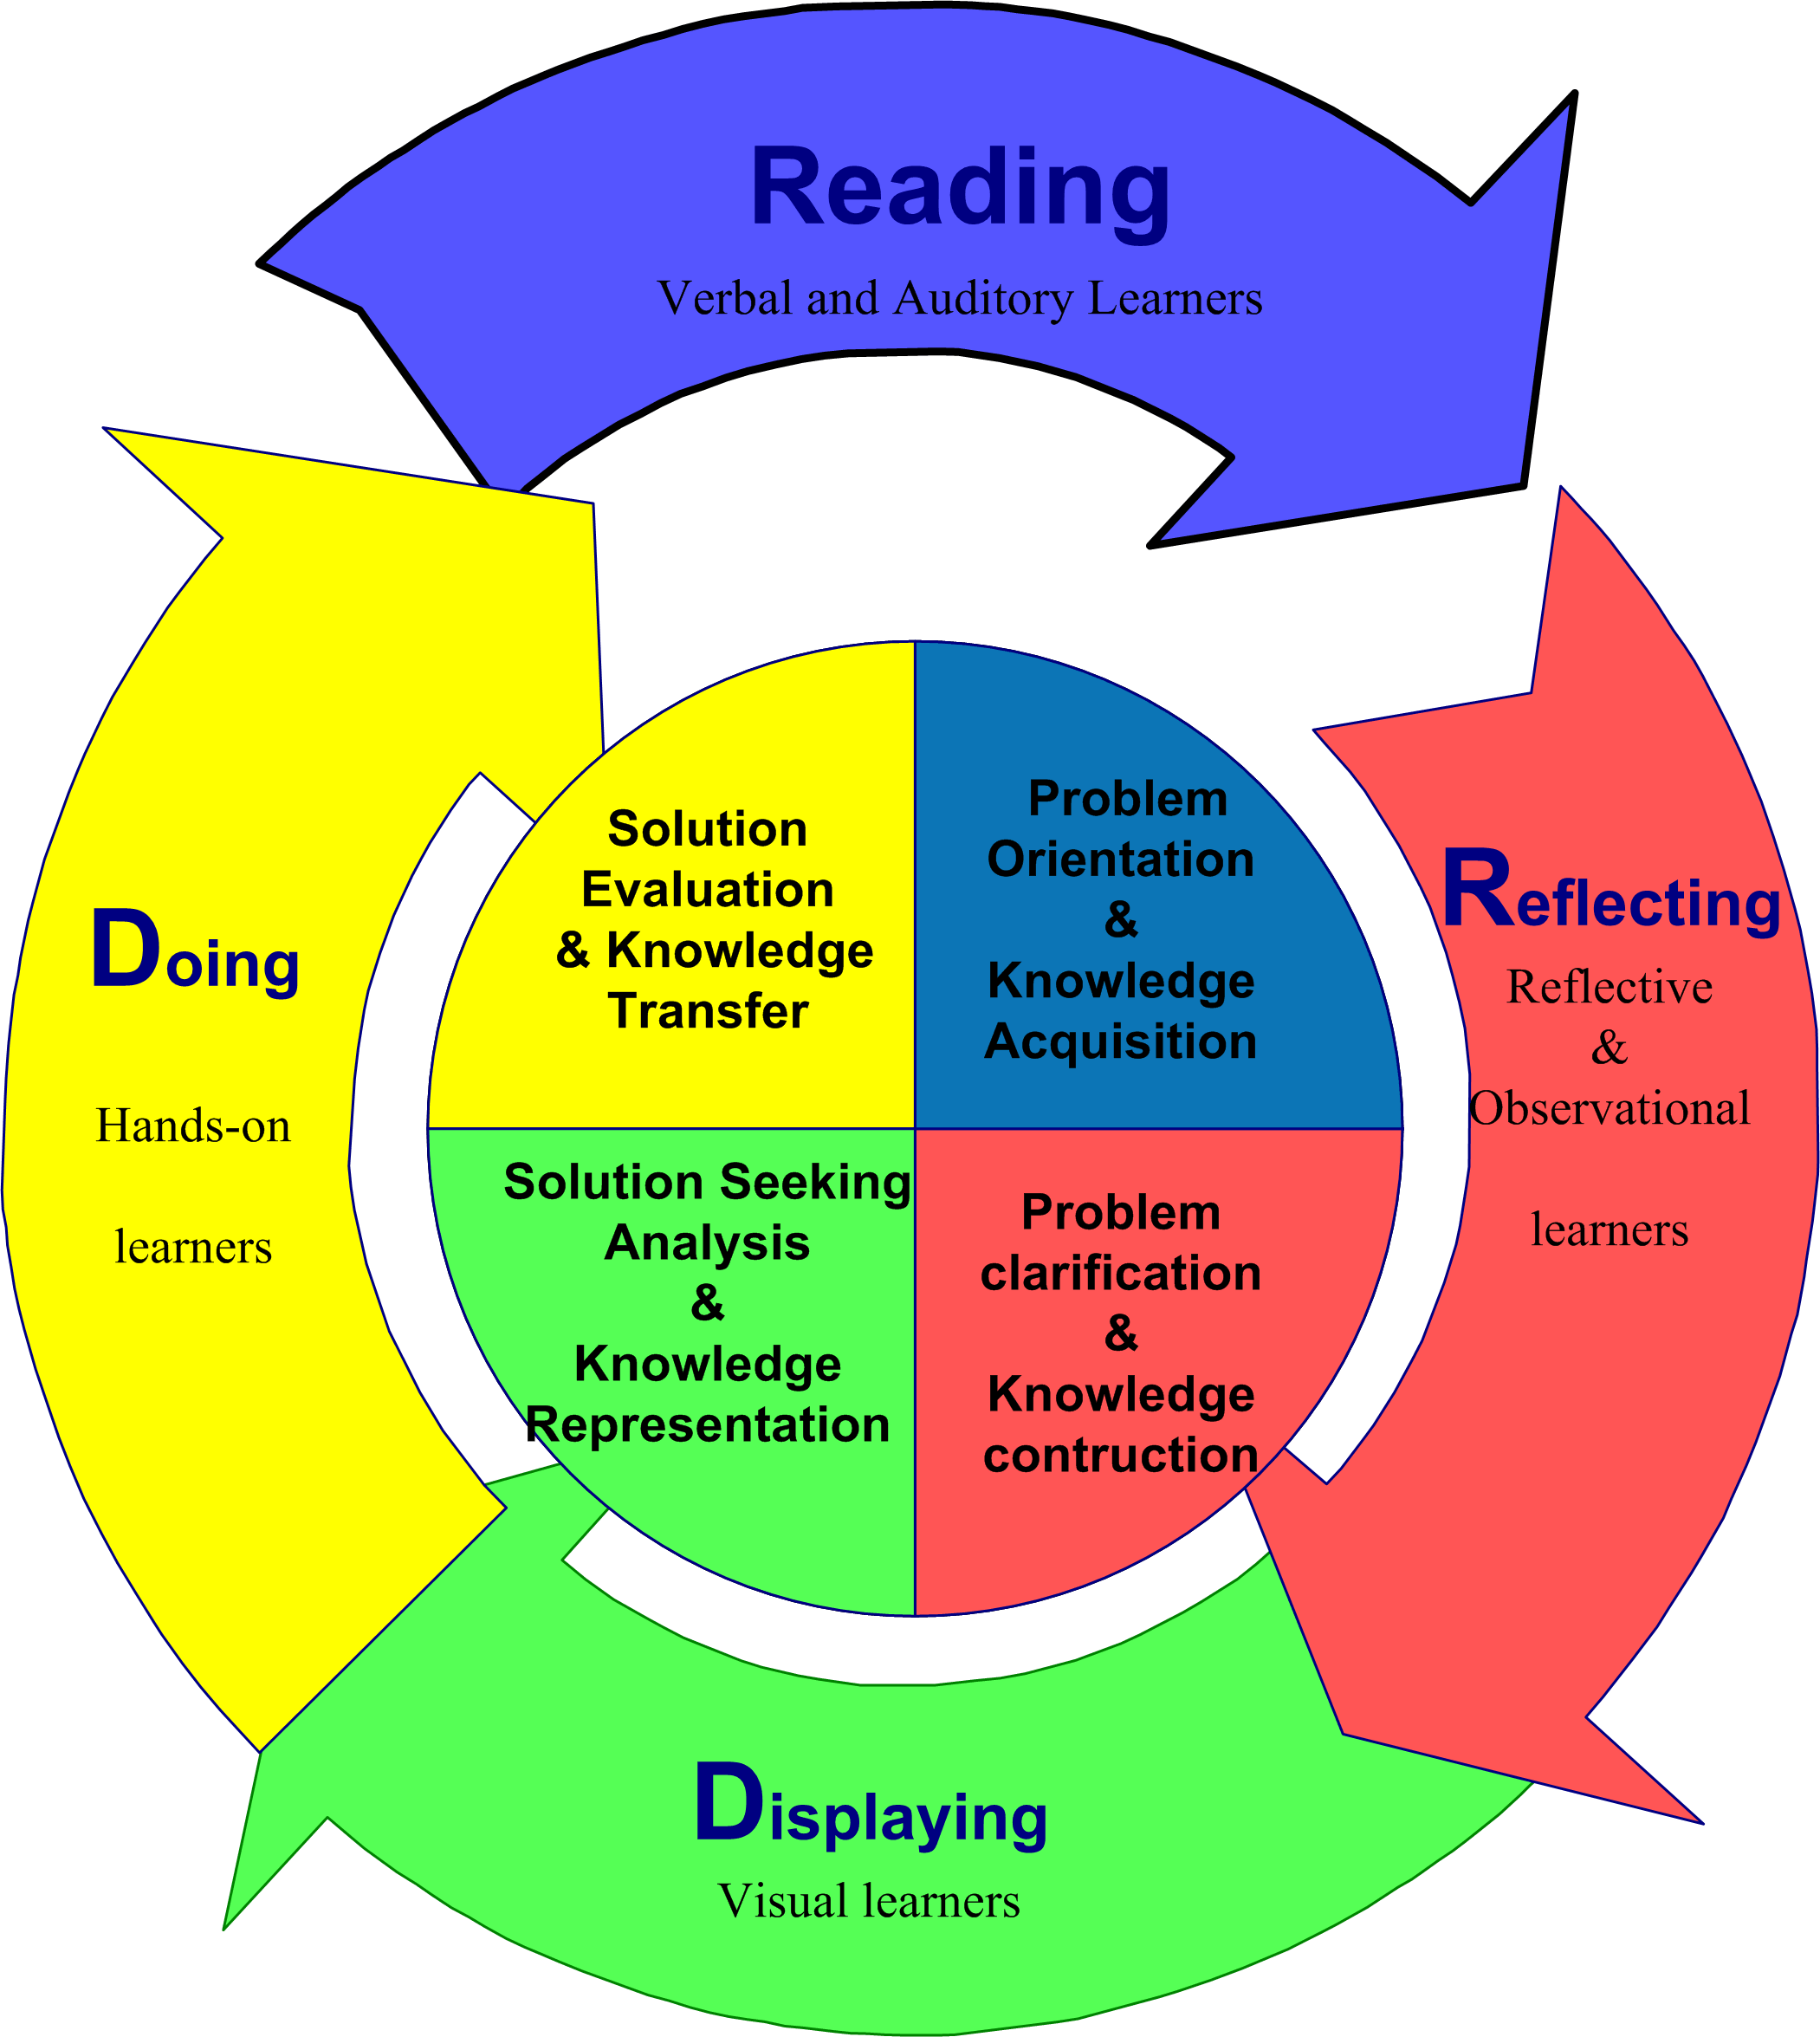 Reading
Verbal and Auditory Learners
Solution
Evaluation
& Knowledge
Transfer
Problem
Orientation
&
Knowledge
Acquisition
Reflecting
Reflective
&
Observational
learners
Doing
Hands-on
learners
Solution Seeking
Analysis
&
Knowledge
Representation
Problem
clarification
&
Knowledge
contruction
Displaying
Visual learners